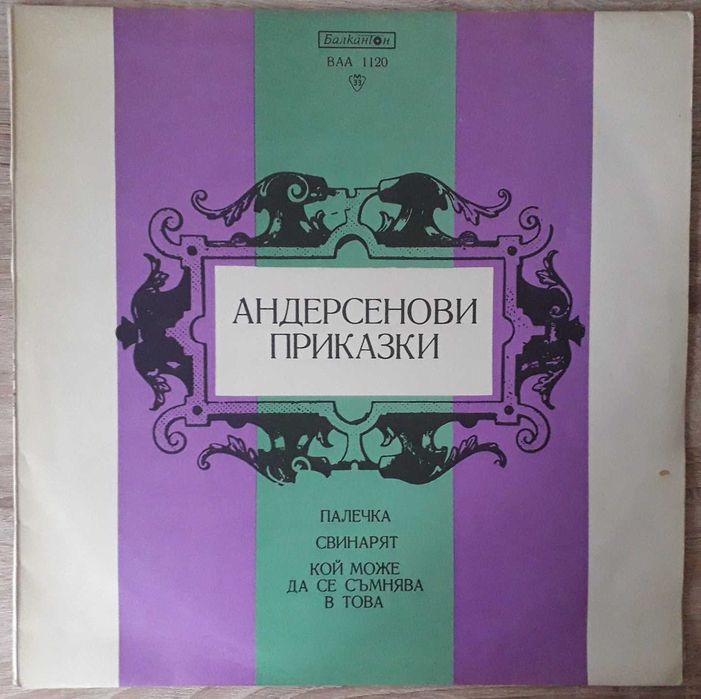 Балкантон
ВАА 1120
М
33
АНДЕРСЕНОВИ
ПРИКАЗКИ
ПАЛЕЧКА
СВИНАРЯТ
КОЙ МОЖЕ
ДА СЕ СЪМНЯВА
В ТОВА